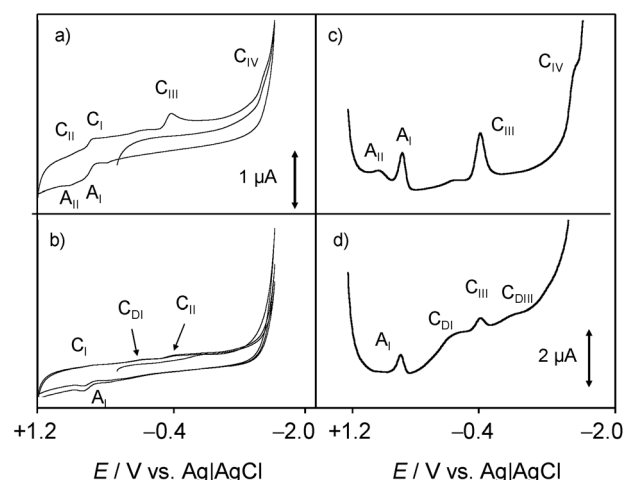 a)
C_IV
C_III
C_II
C_I
A_II
A_I
1 µA
b)
C_DI
C_II
C_I
A_I
+1.2
−0.4
−2.0
E / V vs. Ag|AgCl
c)
C_IV
A_II
A_I
C_III
d)
C_III
C_DIII
C_DI
A_I
2 µA
+1.2
−0.4
−2.0
E / V vs. Ag|AgCl